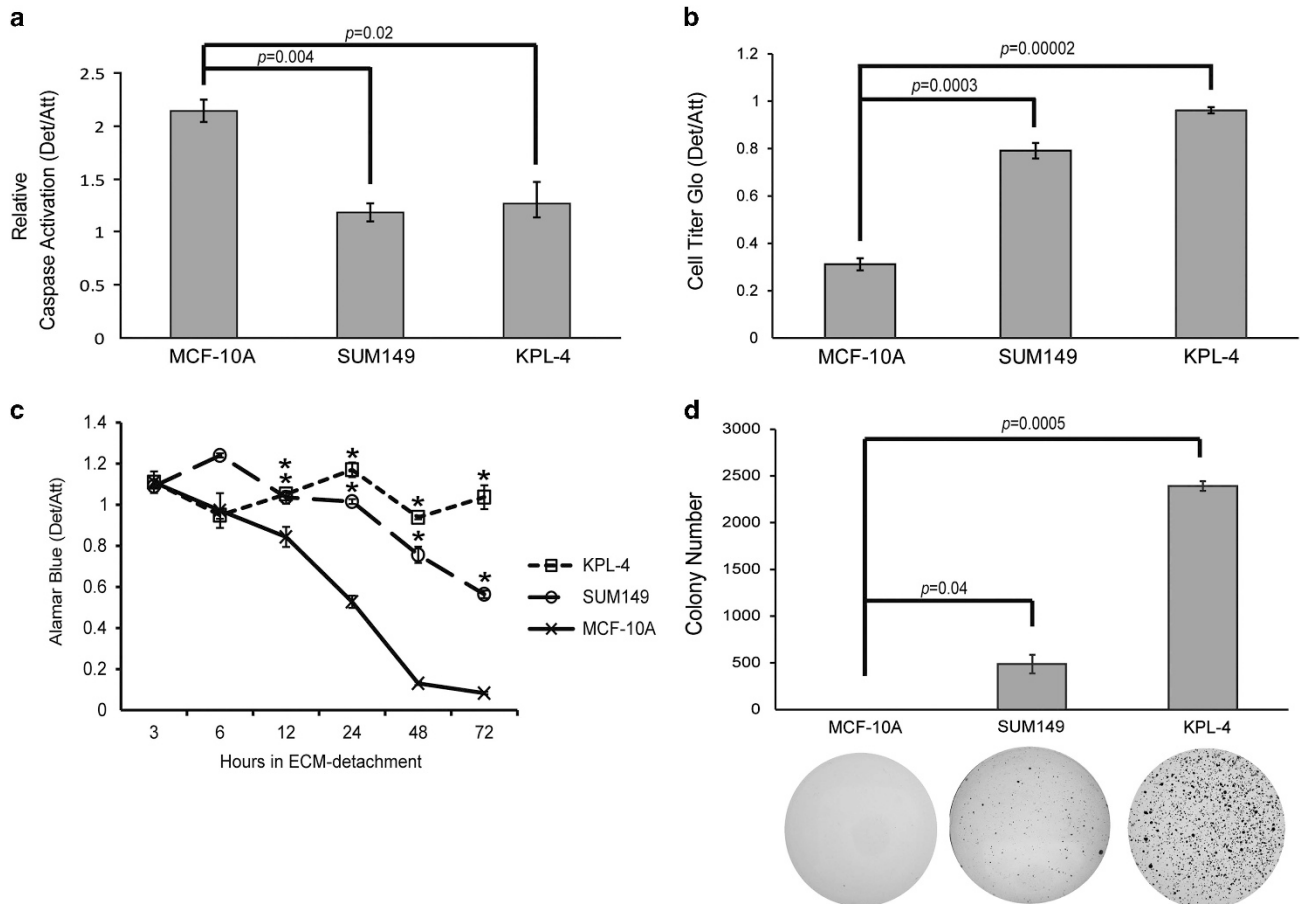 a
p=0.02
p=0.004
Relative
Caspase Activation (Det/Att)
2.5
2
1.5
1
0.5
0
MCF-10A SUM149 KPL-4
b
p=0.00002
p=0.0003
Cell Titer Glo (Det/Att)
1.2
1
0.8
0.6
0.4
0.2
0
MCF-10A SUM149 KPL-4
c
Alamar Blue (Det/Att)
1.4
1.2
1
0.8
0.6
0.4
0.2
0
* * * * * * * *
KPL-4
SUM149
MCF-10A
3 6 12 24 48 72
Hours in ECM-detachment
d
p=0.0005
p=0.04
Colony Number
3000
2500
2000
1500
1000
500
0
MCF-10A SUM149 KPL-4